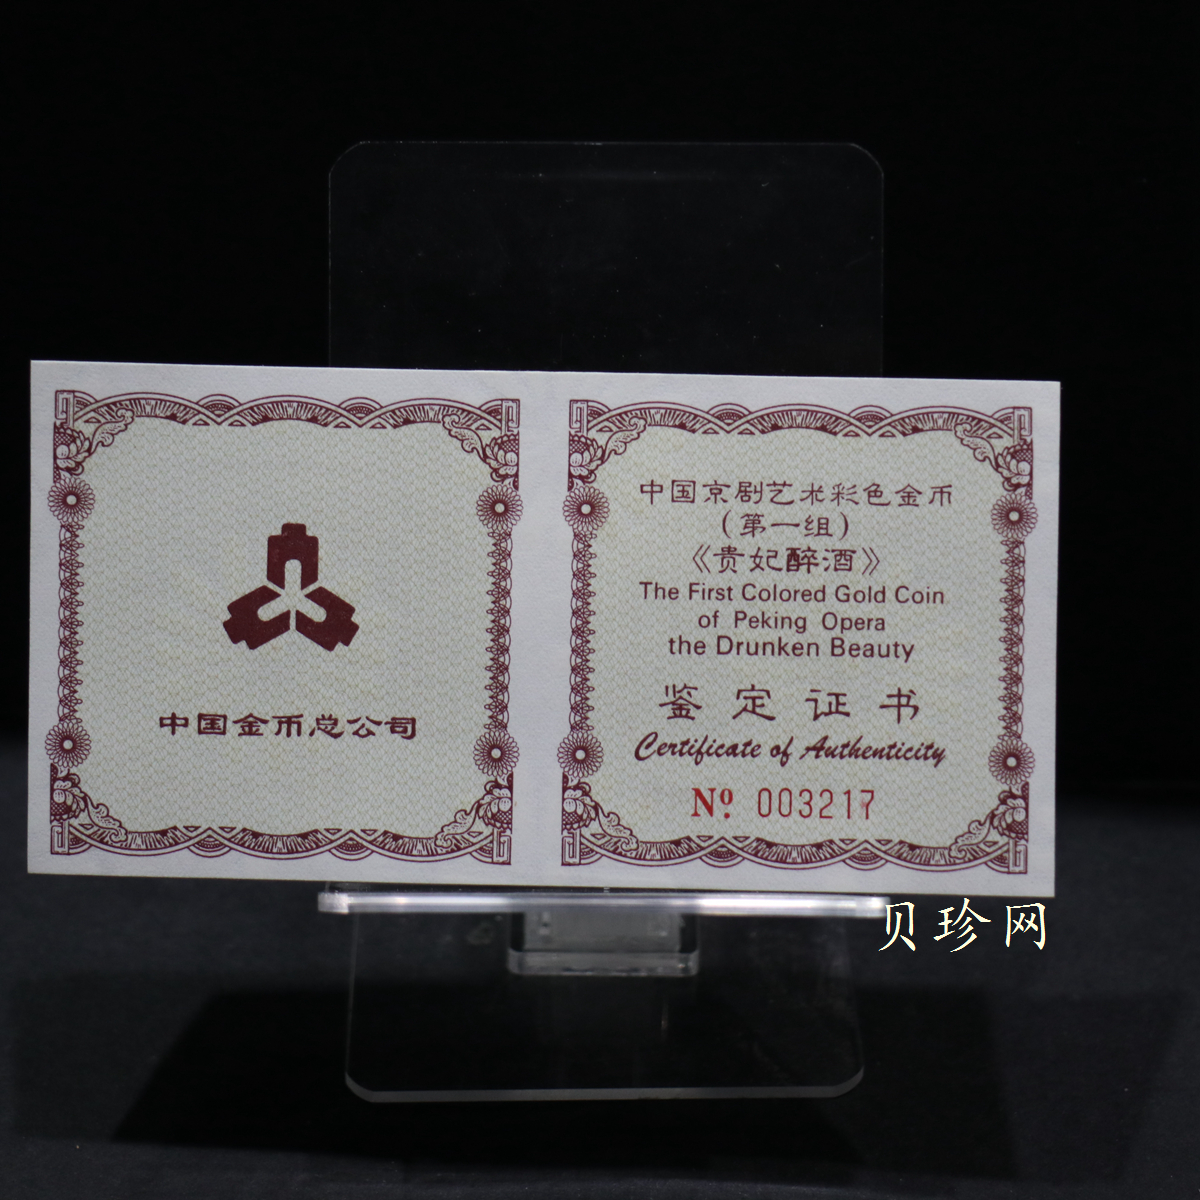 中国金币总公司
中国京剧艺术彩色金币
（第一组）
《贵妃醉酒》
The First Colored Gold Coin
of Peking Opera
the Drunken Beauty
鉴定证书
Certificate of Authenticity
Nº 003217
贝珍网